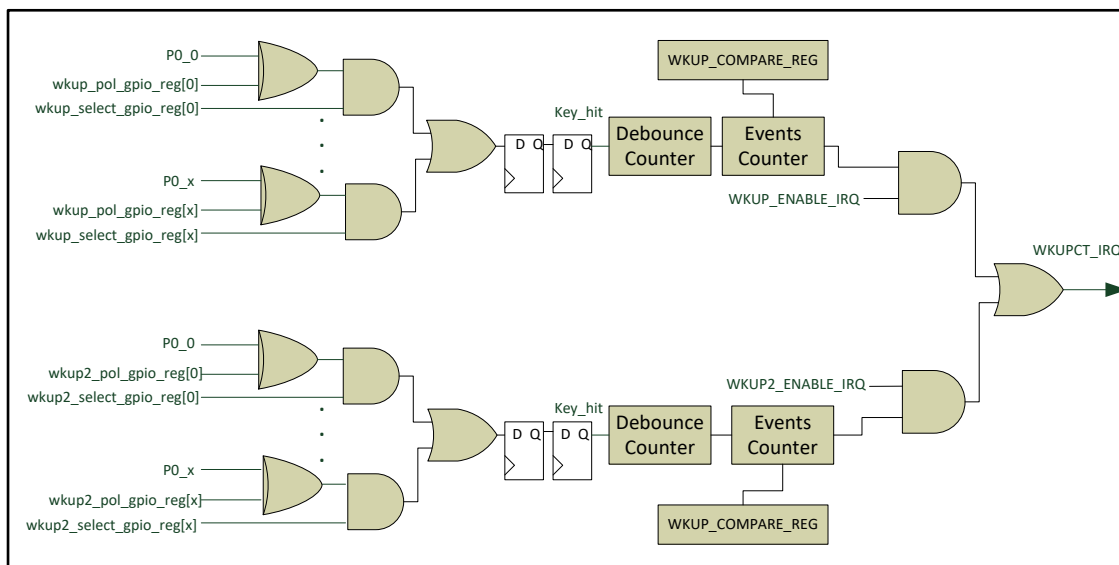 P0_0
wkup_pol_gpio_reg[0]
wkup_select_gpio_reg[0]
P0_x
wkup_pol_gpio_reg[x]
wkup_select_gpio_reg[x]
D Q
D Q
Key_hit
Debounce
Counter
WKUP_COMPARE_REG
Events
Counter
WKUP_ENABLE_IRQ
WKUPCT_IRQ
P0_0
wkup2_pol_gpio_reg[0]
wkup2_select_gpio_reg[0]
P0_x
wkup2_pol_gpio_reg[x]
wkup2_select_gpio_reg[x]
D Q
D Q
Key_hit
Debounce
Counter
WKUP2_ENABLE_IRQ
Events
Counter
WKUP_COMPARE_REG